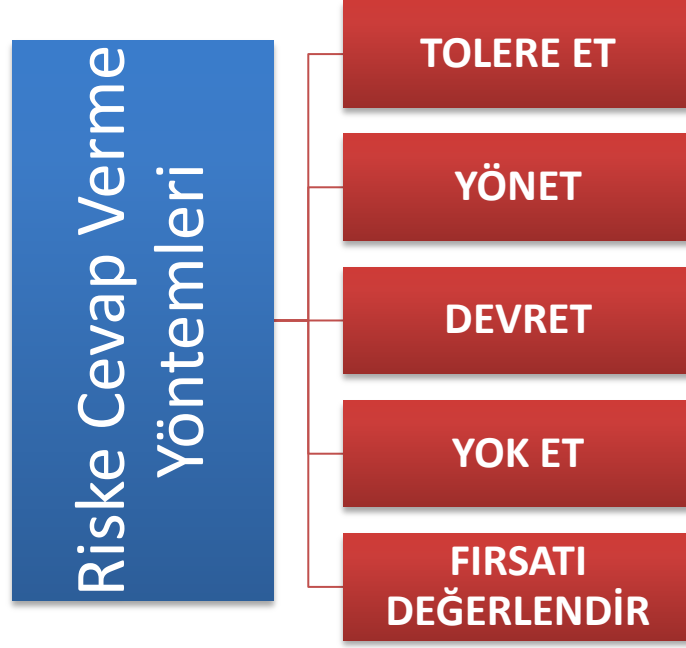 Riske Cevap Verme
Yöntemleri
TOLERE ET
YÖNET
DEVRET
YOK ET
FIRSATI
DEĞERLENDİR